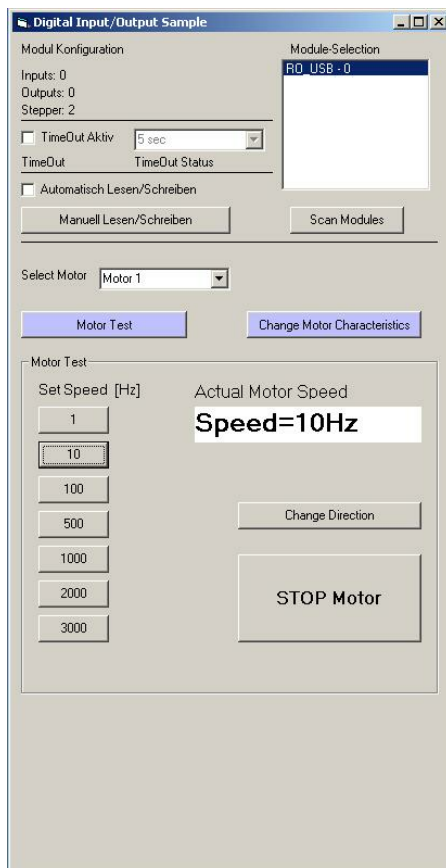 Digital Input/Output Sample
Modul Konfiguration
Module-Selection
Inputs: 0
Outputs: 0
Stepper: 2
RO_USB - 0
TimeOut Aktiv
5 sec
TimeOut
TimeOut Status
Automatisch Lesen/Schreiben
Manuell Lesen/Schreiben
Scan Modules
Select Motor
Motor 1
Motor Test
Change Motor Characteristics
Motor Test
Set Speed [Hz]
Actual Motor Speed
1
Speed=10Hz
10
100
500
Change Direction
1000
2000
STOP Motor
3000